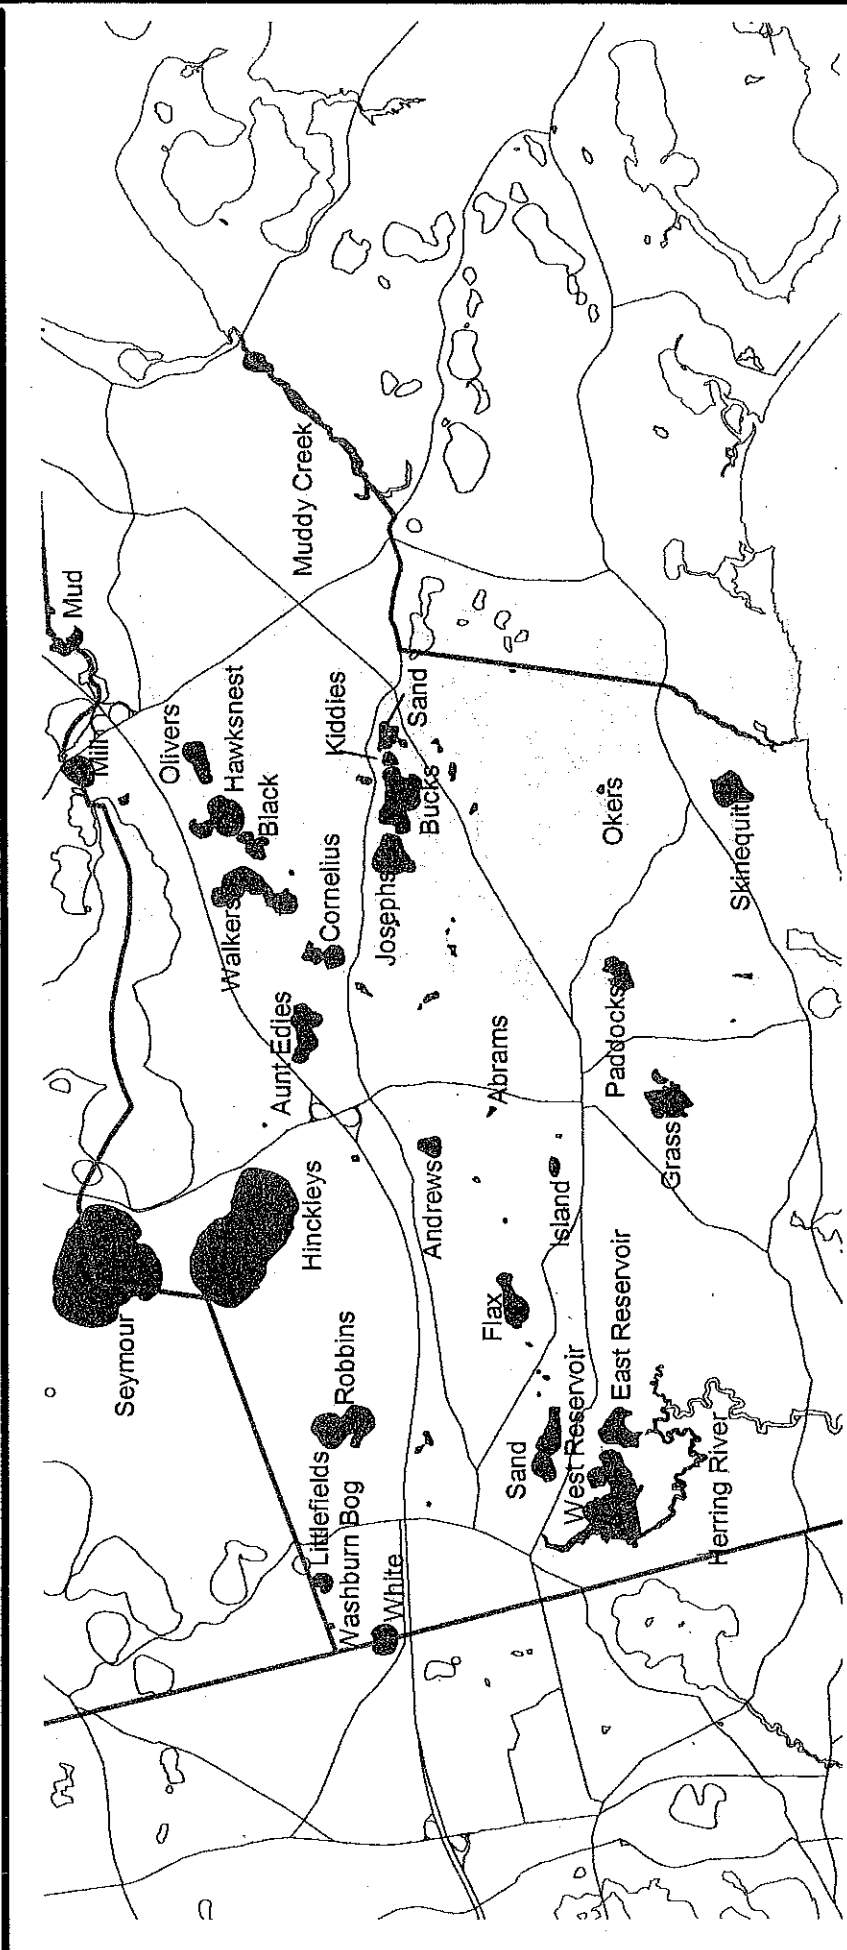 Mud
Mill
Olivers
Hawksnest
Black
Walkers
Muddy Creek
Kiddies
Sand
Bucks
Cornelius
Josephs
Aunt Edies
Okers
Skinequit
Paddocks
Abrams
Grass
Andrews
Island
Hinckleys
Seymour
Flax
East Reservoir
West Reservoir
Sand
Robbins
Littlefields
Washburn Bog
White
Herring River